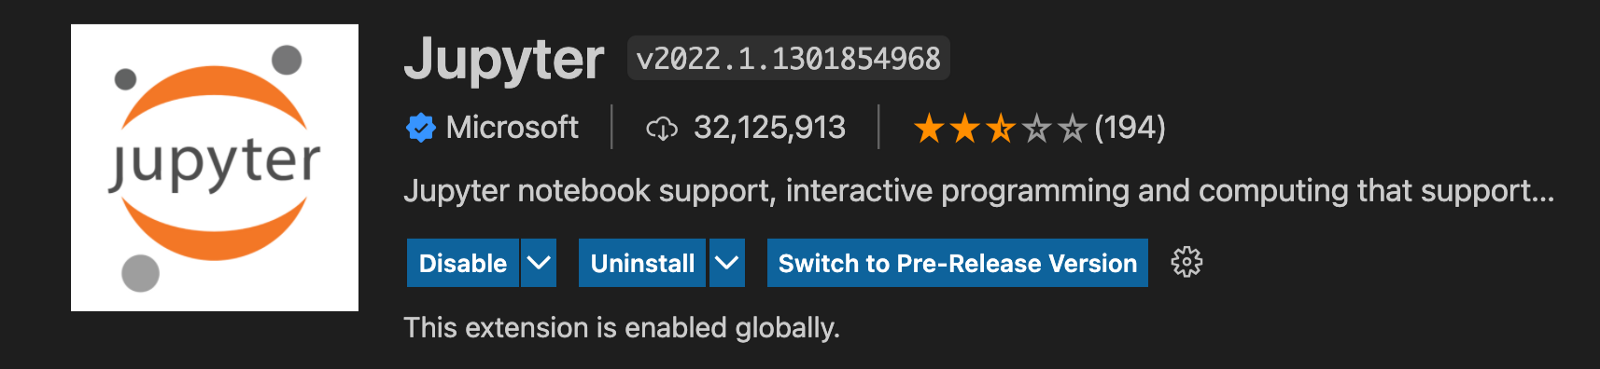 jupyter
Jupyter v2022.1.1301854968
Microsoft 32,125,913 (194)
Jupyter notebook support, interactive programming and computing that support...
Disable Uninstall Switch to Pre-Release Version
This extension is enabled globally.